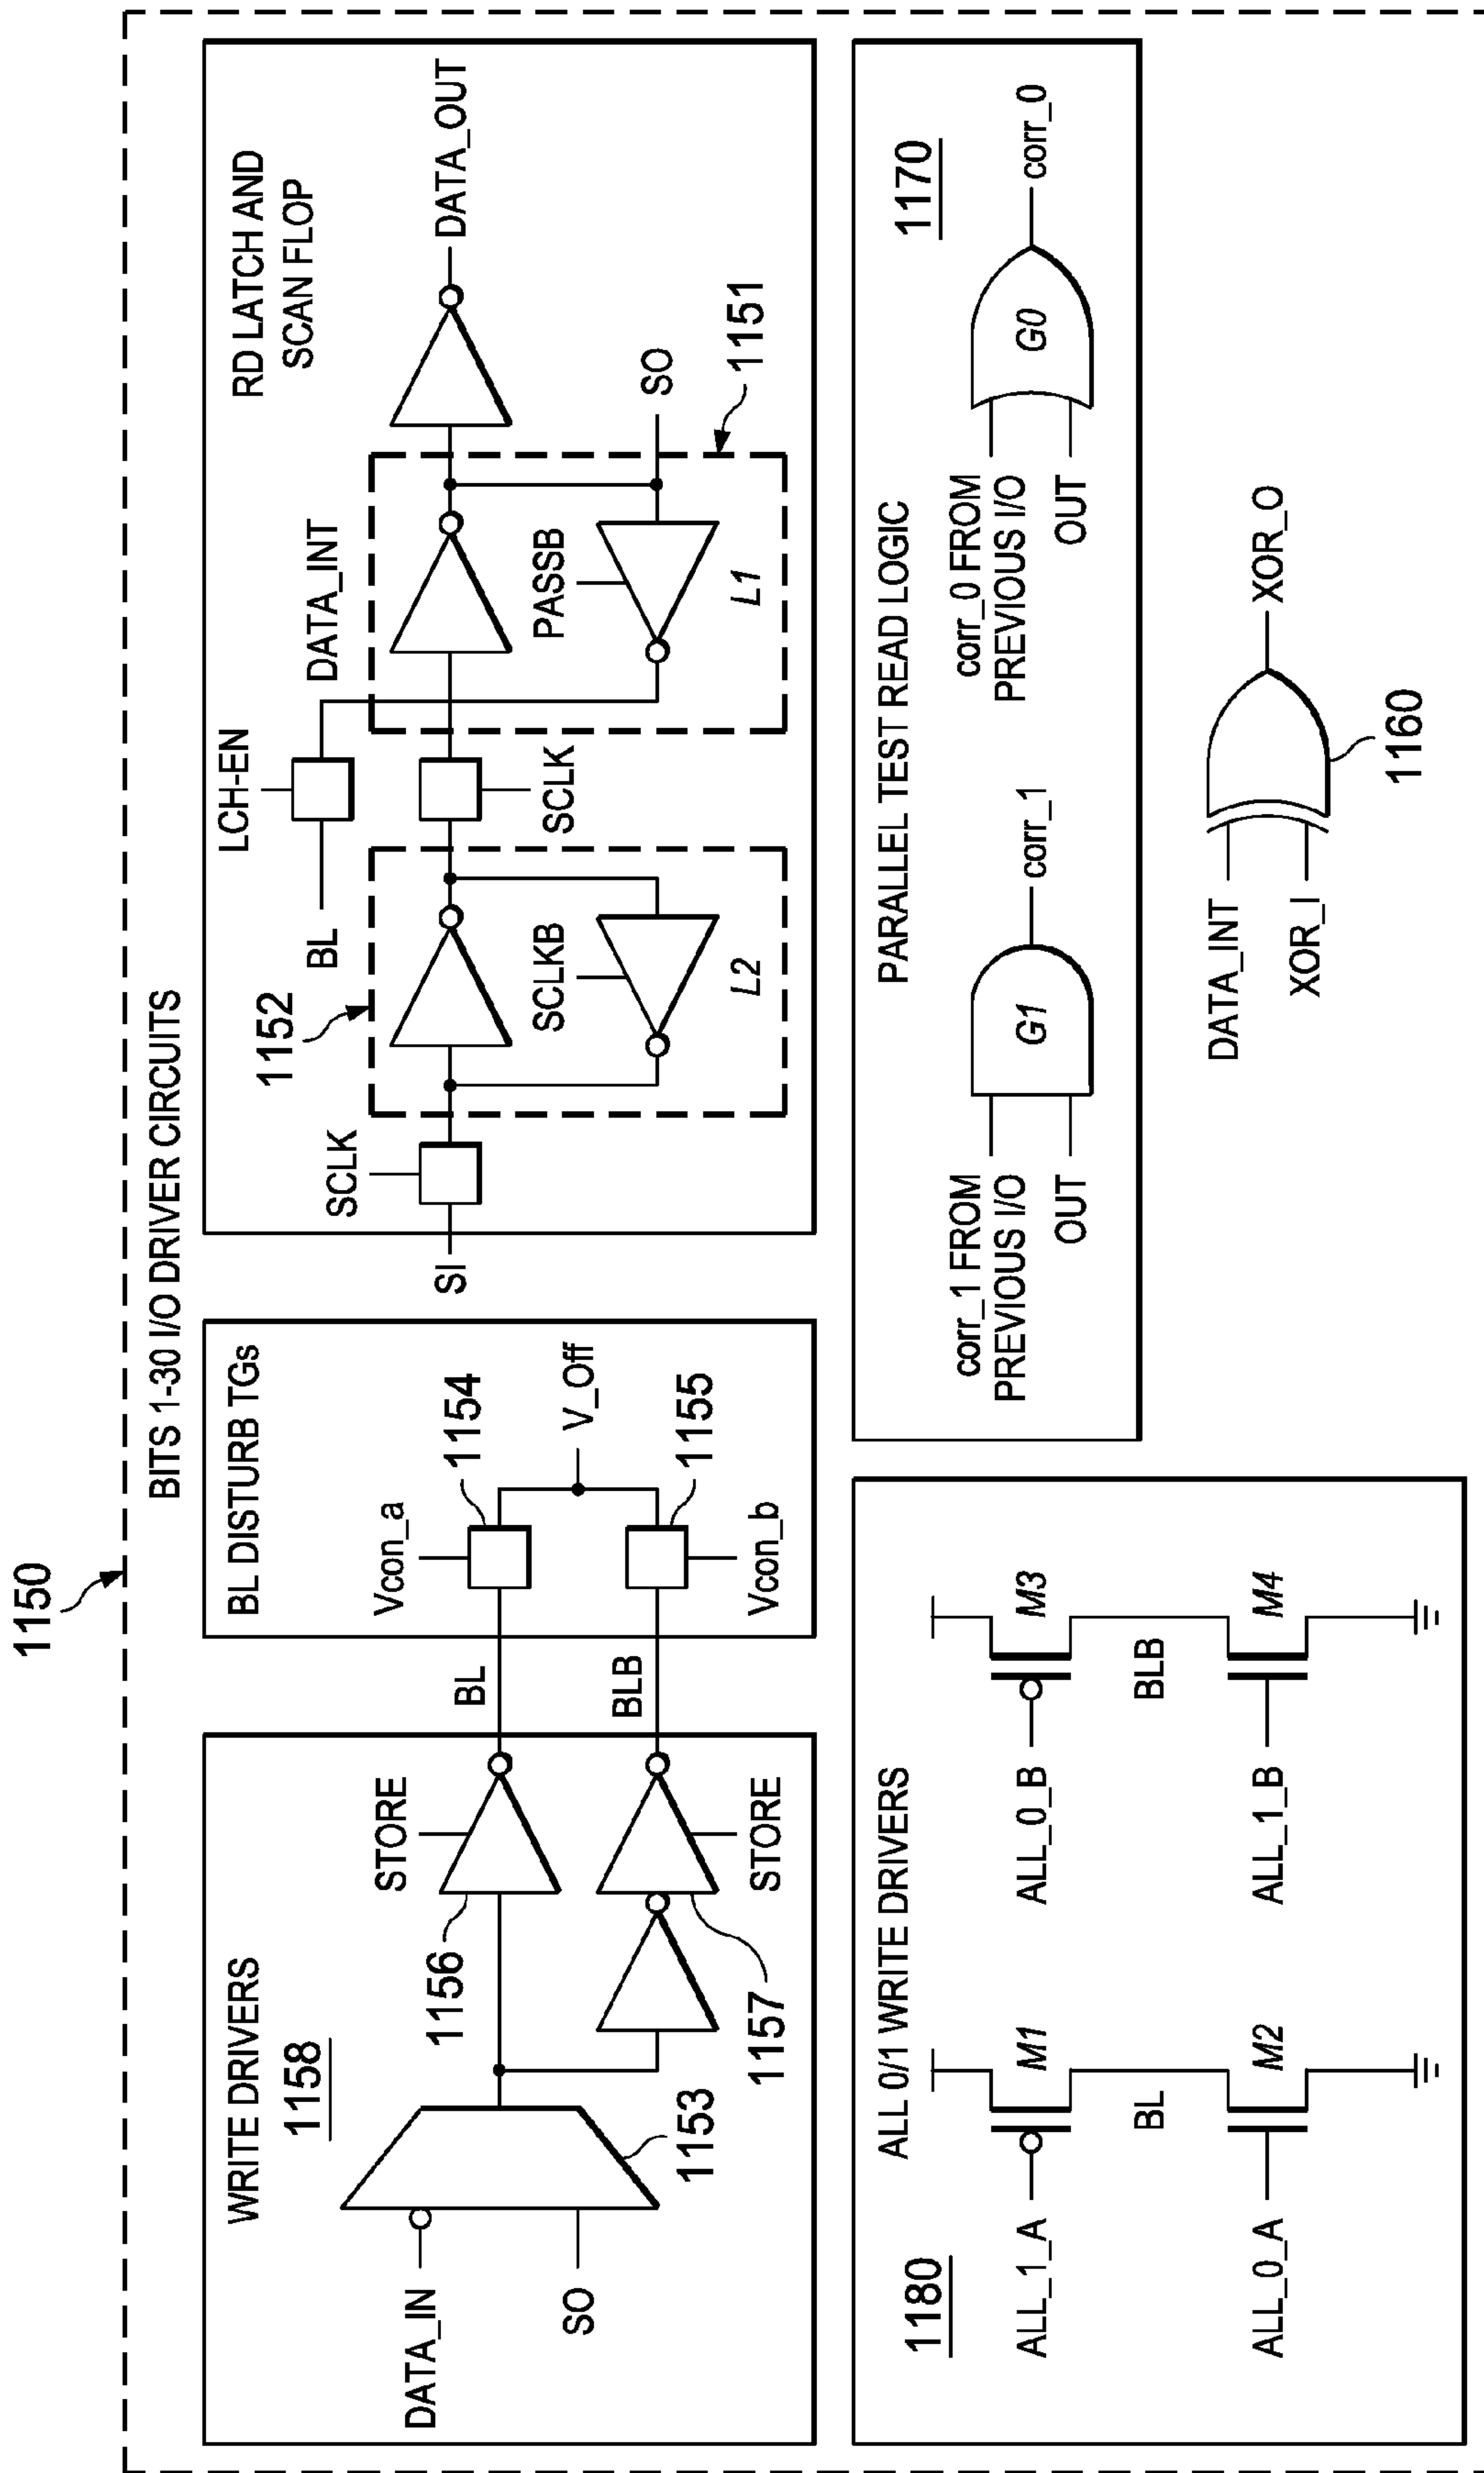 1150
BITS 1-30 I/O DRIVER CIRCUITS
WRITE DRIVERS
1158
DATA_IN
SO
1153
1156
STORE
BL
1157
STORE
BLB
BL DISTURB TGs
Vcon_a
1154
V_Off
1155
Vcon_b
RD LATCH AND
SCAN FLOP
SI
SCLK
1152
SCLKB
L2
BL
LCH-EN
SCLK
DATA_INT
PASSB
L1
SO
1151
DATA_OUT
ALL 0/1 WRITE DRIVERS
1180
ALL_1_A
M1
BL
ALL_0_A
M2
ALL_0_B
M3
BLB
ALL_1_B
M4
PARALLEL TEST READ LOGIC
1170
corr_1 FROM
PREVIOUS I/O
OUT
G1
corr_1
corr_0 FROM
PREVIOUS I/O
OUT
G0
corr_0
DATA_INT
XOR_I
XOR_O
1160